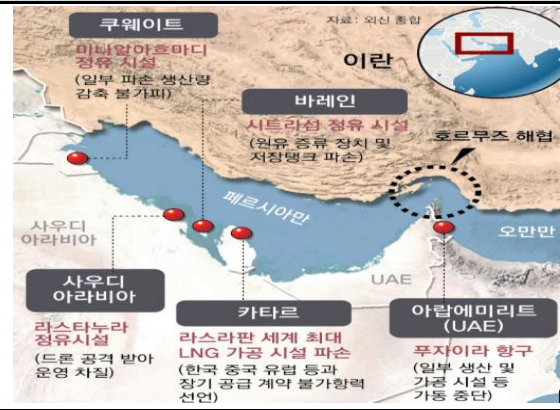 쿠웨이트
미나알아흐마디
정유 시설
(일부 파손 생산량
감축 불가피)
자료: 외신 종합
이란
바레인
시트라섬 정유 시설
(원유 증류 장치 및
저장탱크 파손)
호르무즈 해협
페르시아만
오만만
사우디
아라비아
UAE
사우디
아라비아
라스타누라
정유시설
(드론 공격 받아
운영 차질)
카타르
라스라판 세계 최대
LNG 가공 시설 파손
(한국 중국 유럽 등과
장기 공급 계약 불가항력
선언)
아랍에미리트
(UAE)
푸자이라 항구
(일부 생산 및
가공 시설 등
가동 중단)